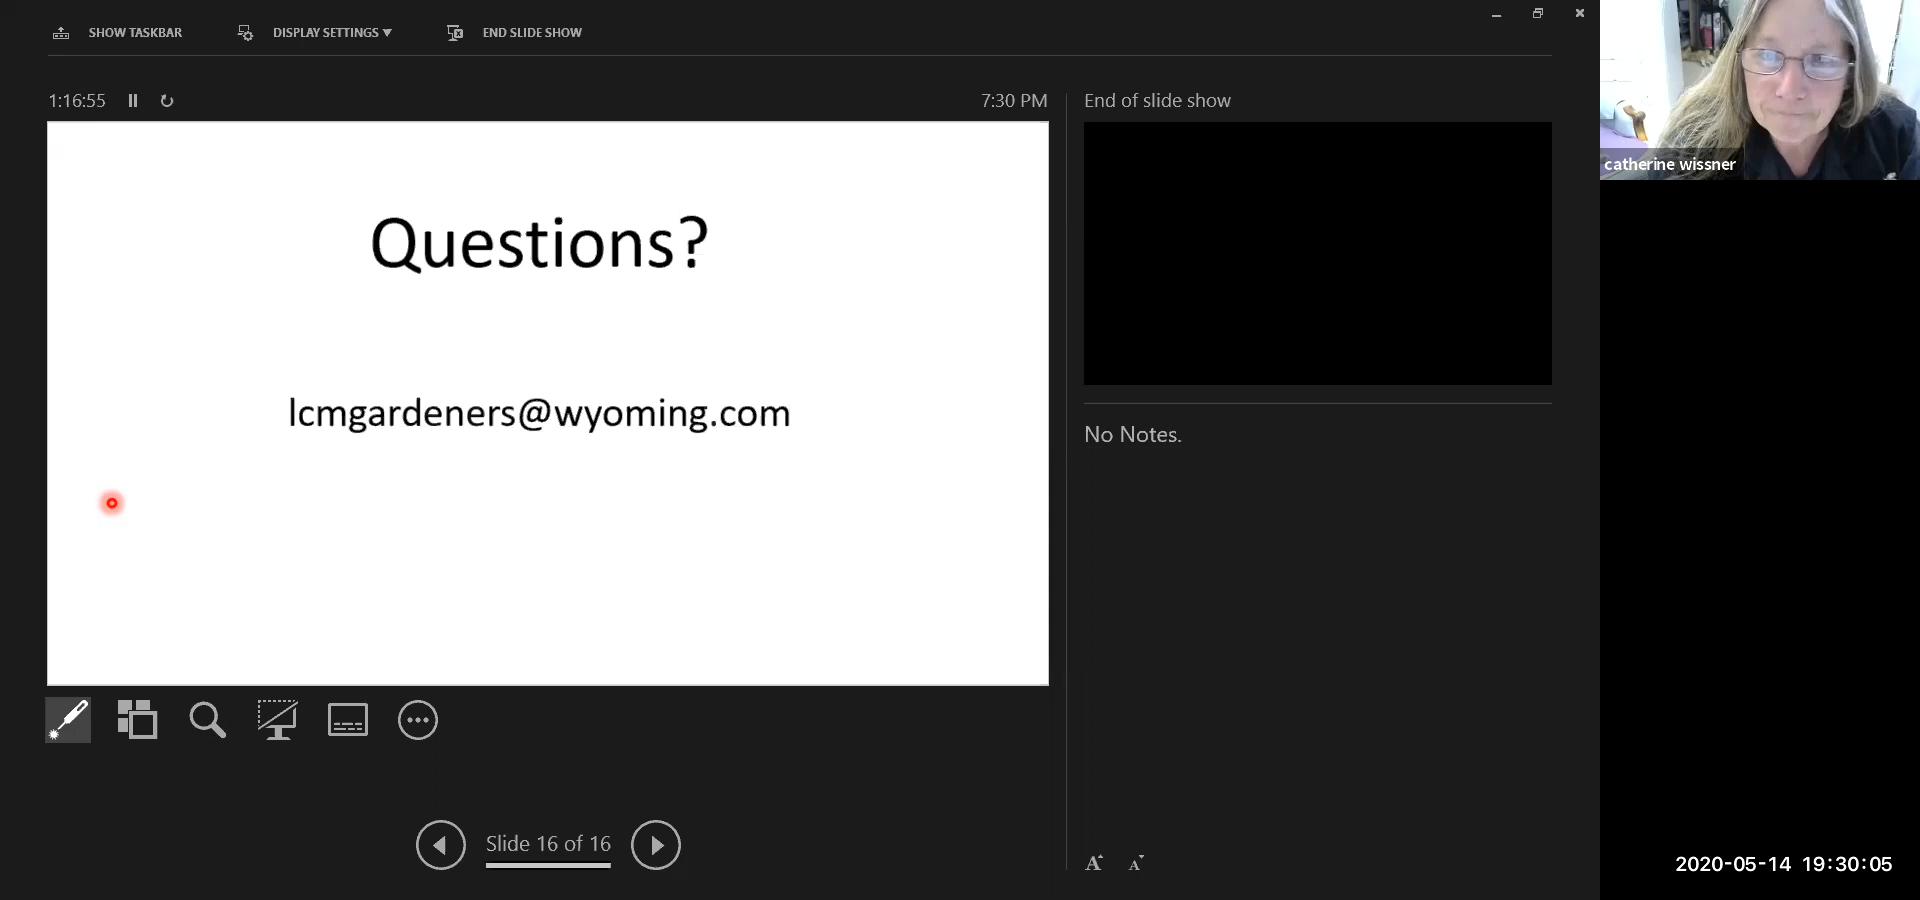 SHOW TASKBAR
DISPLAY SETTINGS ▼
END SLIDE SHOW
1:16:55
7:30 PM
Questions?
lcmgardeners@wyoming.com
Slide 16 of 16
End of slide show
No Notes.
A A
catherine wissner
2020-05-14 19:30:05